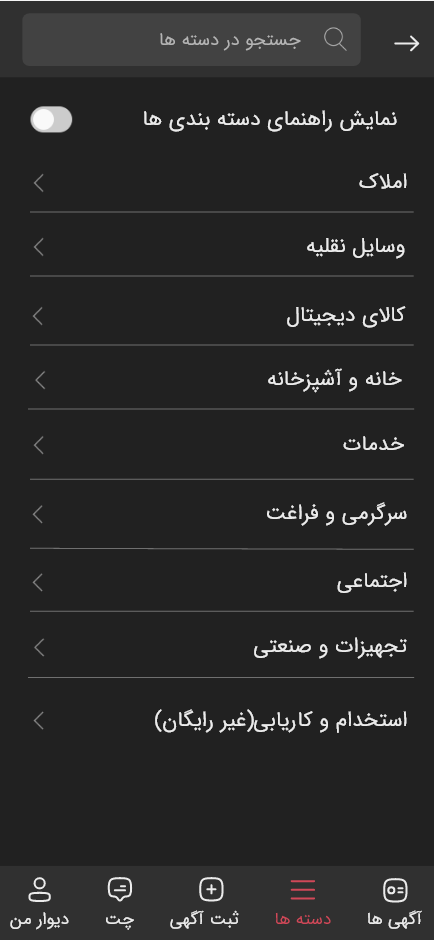 جستجو در دسته ها
نمایش راهنمای دسته بندی ها
املاک
وسایل نقلیه
کالای دیجیتال
خانه و آشپزخانه
خدمات
سرگرمی و فراغت
اجتماعی
تجهیزات و صنعتی
استخدام و کاریابی(غیر رایگان)
آگهی ها دسته ها ثبت آگهی چت دیوار من